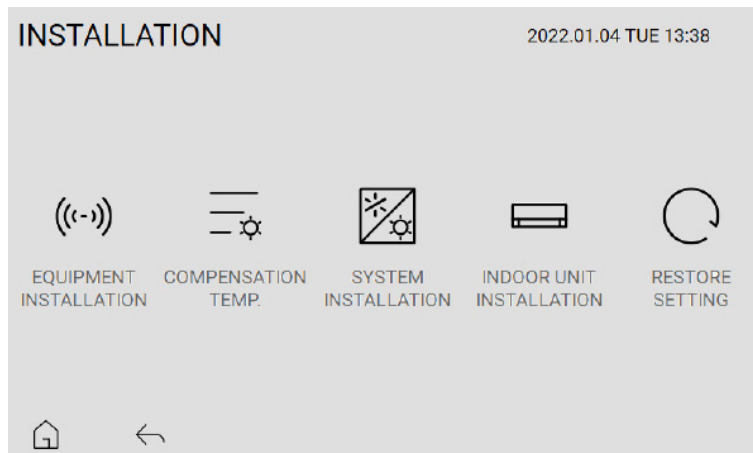 INSTALLATION
2022.01.04 TUE 13:38
EQUIPMENT
INSTALLATION
COMPENSATION
TEMP.
SYSTEM
INSTALLATION
INDOOR UNIT
INSTALLATION
RESTORE
SETTING